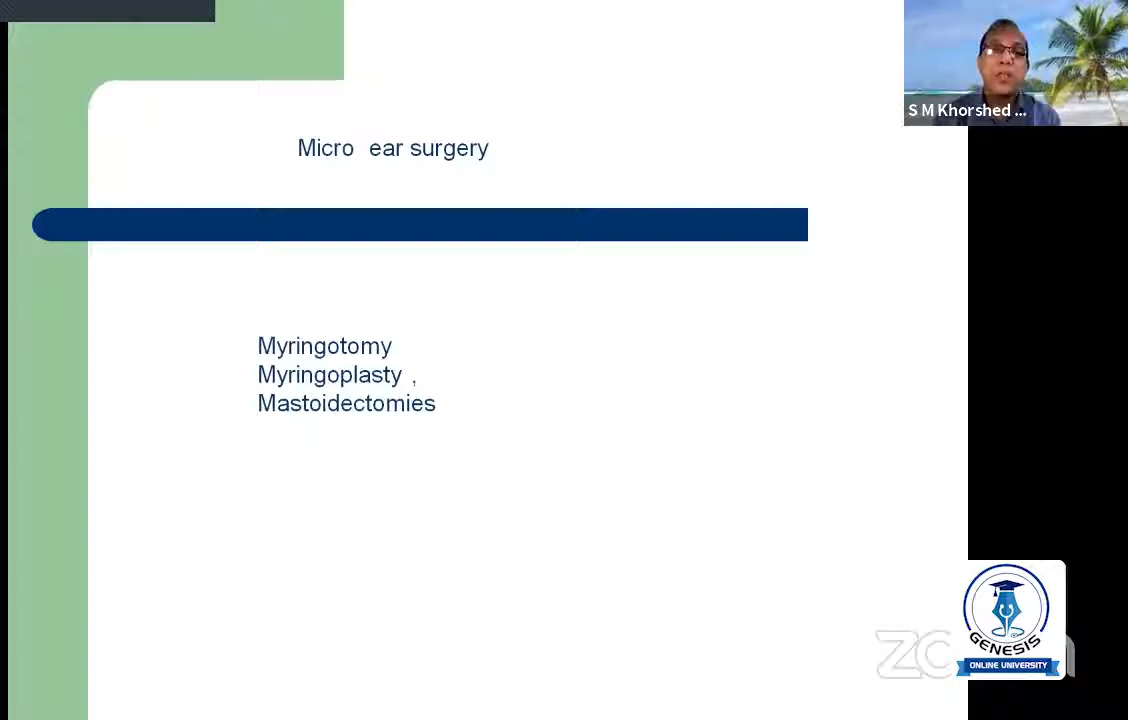 S M Khorshed ...
Micro ear surgery
Myringotomy
Myringoplasty ,
Mastoidectomies
GENESIS
ONLINE UNIVERSITY